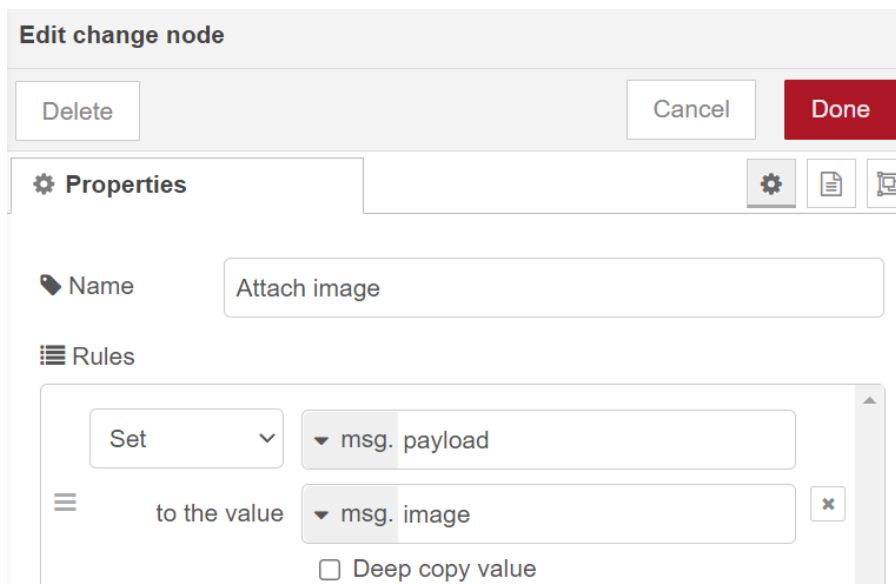 Edit change node
Delete Cancel Done
Properties
Name Attach image
Rules
Set msg. payload
to the value msg. image
Deep copy value